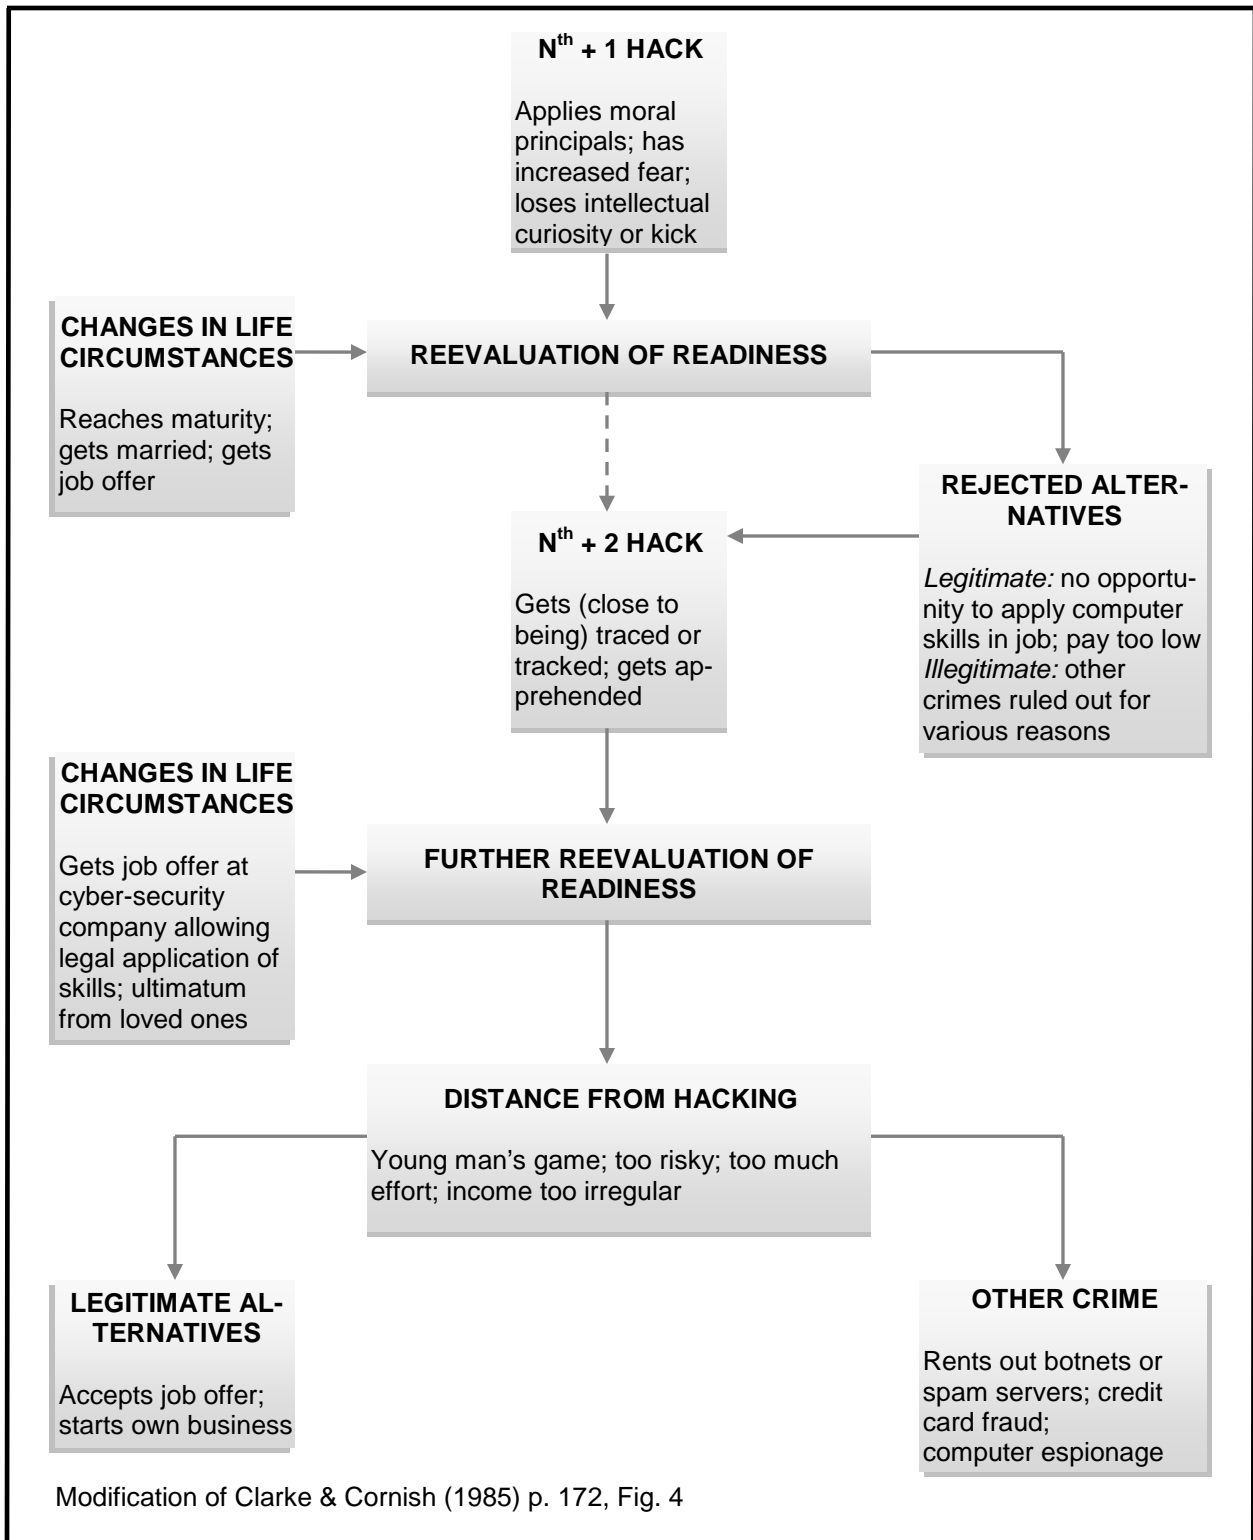 Nth + 1 HACK
Applies moral
principals; has
increased fear;
loses intellectual
curiosity or kick
CHANGES IN LIFE
CIRCUMSTANCES
Reaches maturity;
gets married; gets
job offer
REEVALUATION OF READINESS
REJECTED ALTER-
NATIVES
Legitimate: no opportu-
nity to apply computer
skills in job; pay too low
Illegitimate: other
crimes ruled out for
various reasons
Nth + 2 HACK
Gets (close to
being) traced or
tracked; gets ap-
prehended
CHANGES IN LIFE
CIRCUMSTANCES
Gets job offer at
cyber-security
company allowing
legal application of
skills; ultimatum
from loved ones
FURTHER REEVALUATION OF
READINESS
DISTANCE FROM HACKING
Young man’s game; too risky; too much
effort; income too irregular
LEGITIMATE AL-
TERNATIVES
Accepts job offer;
starts own business
OTHER CRIME
Rents out botnets or
spam servers; credit
card fraud;
computer espionage
Modification of Clarke & Cornish (1985) p. 172, Fig. 4